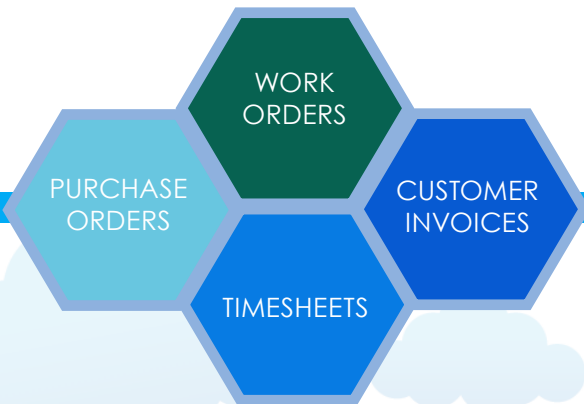 WORK
ORDERS
PURCHASE
ORDERS
CUSTOMER
INVOICES
TIMESHEETS